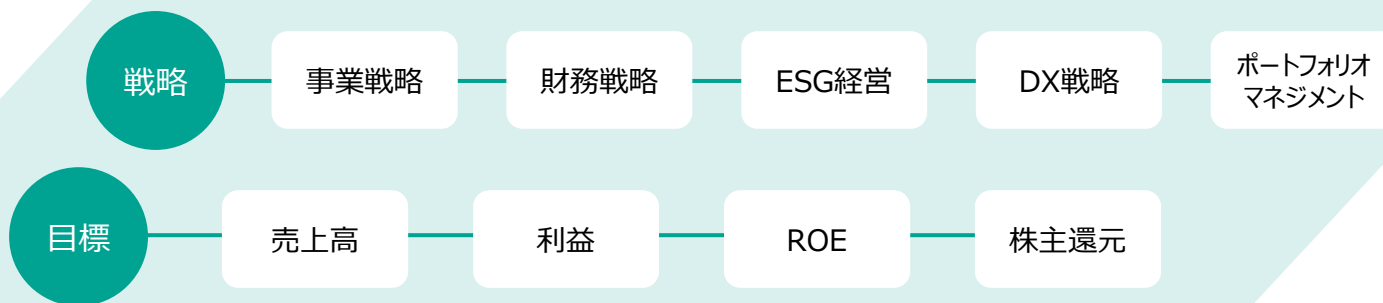 戦略
事業戦略
財務戦略
ESG経営
DX戦略
ポートフォリオ
マネジメント
目標
売上高
利益
ROE
株主還元